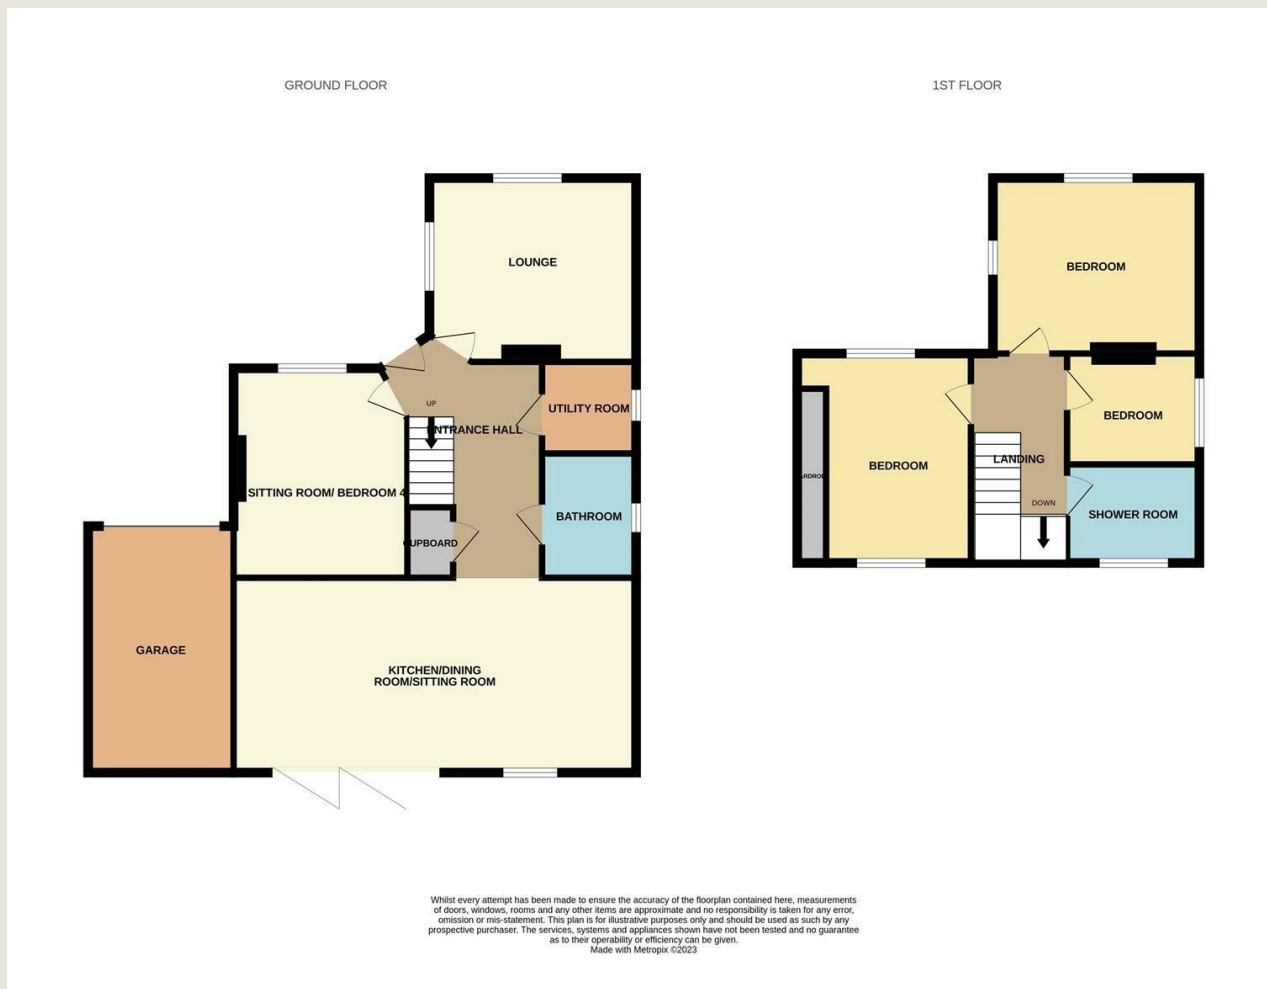 GROUND FLOOR
1ST FLOOR
LOUNGE
UP
ENTRANCE HALL
UTILITY ROOM
SITTING ROOM/ BEDROOM 4
BATHROOM
CUPBOARD
GARAGE
KITCHEN/DINING
ROOM/SITTING ROOM
BEDROOM
BEDROOM
BEDROOM
LANDING
DOWN
SHOWER ROOM
Whilst every attempt has been made to ensure the accuracy of the floorplan contained here, measurements
of doors, windows, rooms and any other items are approximate and no responsibility is taken for any error,
omission or mis-statement. This plan is for illustrative purposes only and should be used as such by any
prospective purchaser. The services, systems and appliances shown have not been tested and no guarantee
as to their operability or efficiency can be given.
Made with Metropix ©2023